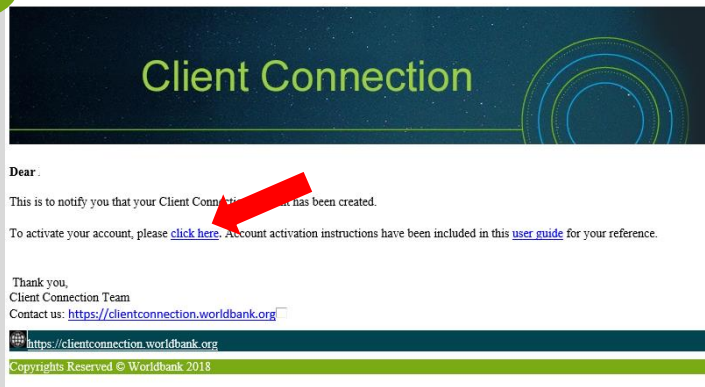 Client Connection
Dear .
This is to notify you that your Client has been created.
To activate your account, please click here. Account activation instructions have been included in this user guide for your reference.
Thank you,
Client Connection Team
Contact us: https://clientconnection.worldbank.org
https://clientconnection.worldbank.org
Copyrights Reserved © Worldbank 2018